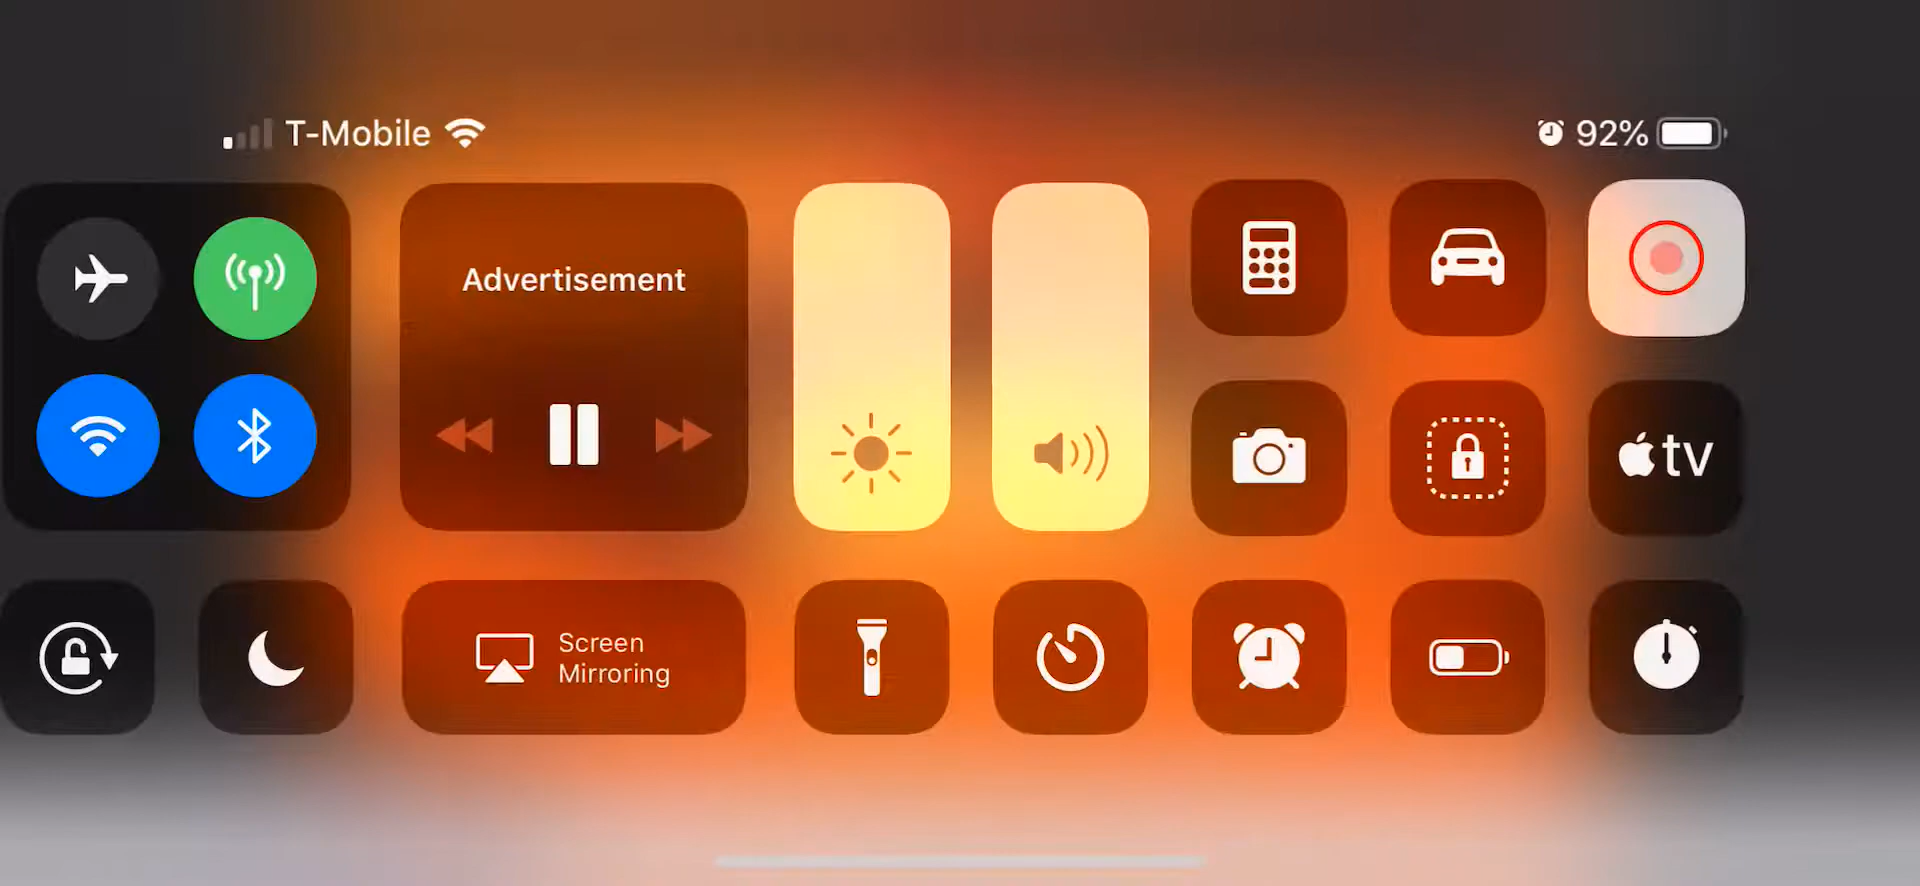 T-Mobile
92%
Advertisement
tv
Screen
Mirroring